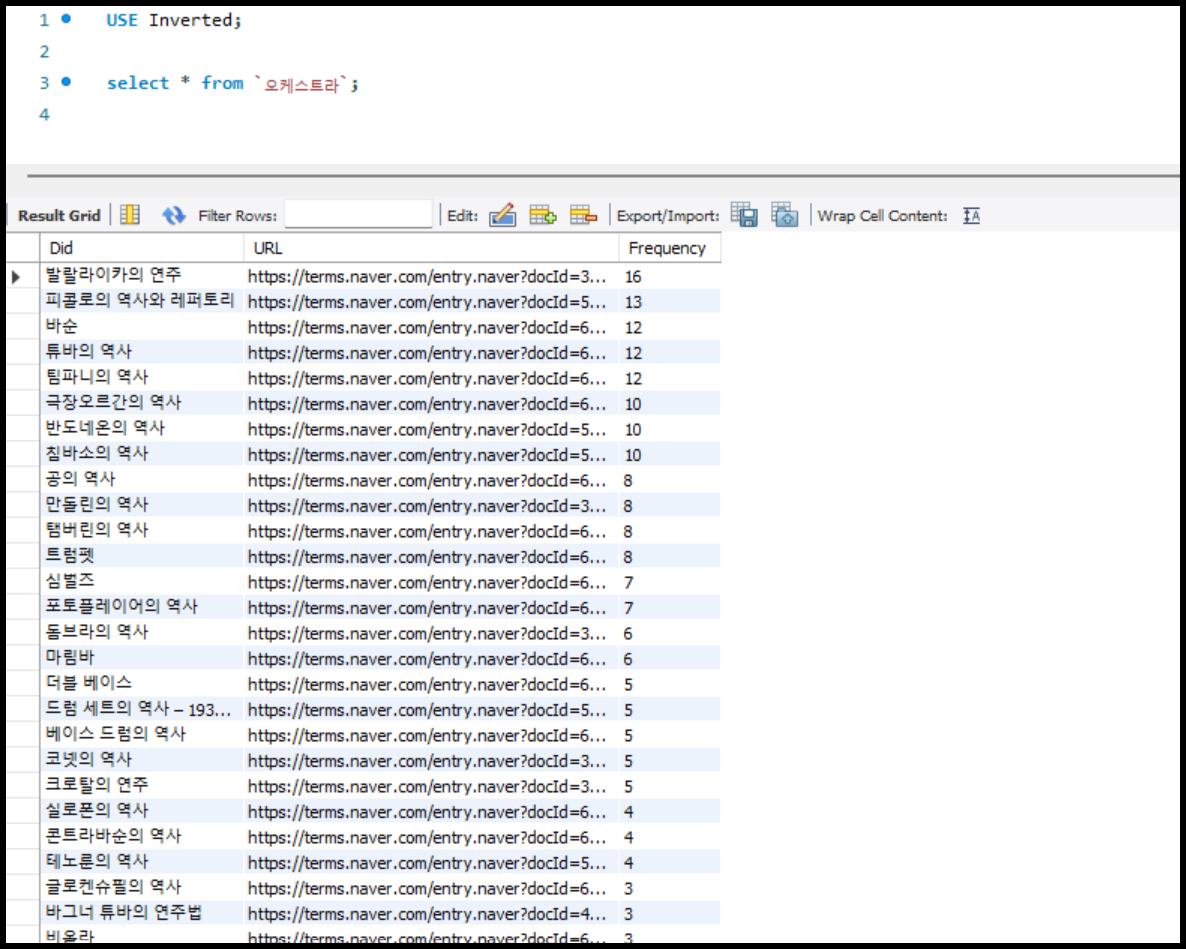 1 USE Inverted;
2
3 select * from `오케스트라`;
4
Result Grid Filter Rows: Edit: Export/Import: Wrap Cell Content:
Did URL Frequency
발랄라이카의 연주 https://terms.naver.com/entry.naver?docId=3... 16
피콜로의 역사와 레퍼토리 https://terms.naver.com/entry.naver?docId=5... 13
바순 https://terms.naver.com/entry.naver?docId=6... 12
튜바의 역사 https://terms.naver.com/entry.naver?docId=6... 12
팀파니의 역사 https://terms.naver.com/entry.naver?docId=6... 12
극장오르간의 역사 https://terms.naver.com/entry.naver?docId=6... 10
반도네온의 역사 https://terms.naver.com/entry.naver?docId=5... 10
침바소의 역사 https://terms.naver.com/entry.naver?docId=5... 10
공의 역사 https://terms.naver.com/entry.naver?docId=6... 8
만돌린의 역사 https://terms.naver.com/entry.naver?docId=3... 8
탬버린의 역사 https://terms.naver.com/entry.naver?docId=6... 8
트럼펫 https://terms.naver.com/entry.naver?docId=6... 8
심벌즈 https://terms.naver.com/entry.naver?docId=6... 7
포토플레이어의 역사 https://terms.naver.com/entry.naver?docId=6... 7
돔브라의 역사 https://terms.naver.com/entry.naver?docId=3... 6
마림바 https://terms.naver.com/entry.naver?docId=6... 6
더블 베이스 https://terms.naver.com/entry.naver?docId=6... 5
드럼 세트의 역사 – 193... https://terms.naver.com/entry.naver?docId=5... 5
베이스 드럼의 역사 https://terms.naver.com/entry.naver?docId=6... 5
코넷의 역사 https://terms.naver.com/entry.naver?docId=3... 5
크로탈의 연주 https://terms.naver.com/entry.naver?docId=3... 5
실로폰의 역사 https://terms.naver.com/entry.naver?docId=6... 4
콘트라바순의 역사 https://terms.naver.com/entry.naver?docId=6... 4
테노룬의 역사 https://terms.naver.com/entry.naver?docId=5... 4
글로켄슈필의 역사 https://terms.naver.com/entry.naver?docId=6... 3
바그너 튜바의 연주법 https://terms.naver.com/entry.naver?docId=4... 3
비올라 https://terms.naver.com/entry.naver?docId=6... 3